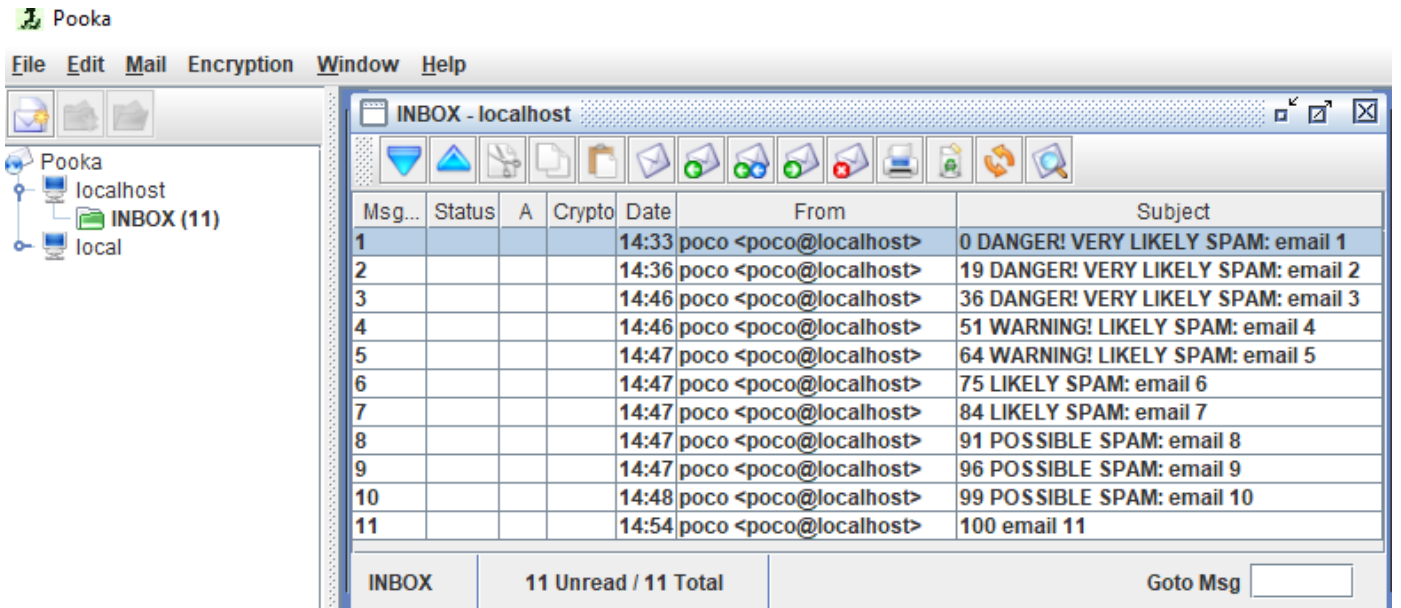 Pooka
File Edit Mail Encryption Window Help
Pooka
localhost
INBOX (11)
local
INBOX - localhost
Msg... Status A Crypto Date From Subject
1 14:33 poco <poco@localhost> 0 DANGER! VERY LIKELY SPAM: email 1
2 14:36 poco <poco@localhost> 19 DANGER! VERY LIKELY SPAM: email 2
3 14:46 poco <poco@localhost> 36 DANGER! VERY LIKELY SPAM: email 3
4 14:46 poco <poco@localhost> 51 WARNING! LIKELY SPAM: email 4
5 14:47 poco <poco@localhost> 64 WARNING! LIKELY SPAM: email 5
6 14:47 poco <poco@localhost> 75 LIKELY SPAM: email 6
7 14:47 poco <poco@localhost> 84 LIKELY SPAM: email 7
8 14:47 poco <poco@localhost> 91 POSSIBLE SPAM: email 8
9 14:47 poco <poco@localhost> 96 POSSIBLE SPAM: email 9
10 14:48 poco <poco@localhost> 99 POSSIBLE SPAM: email 10
11 14:54 poco <poco@localhost> 100 email 11
INBOX 11 Unread / 11 Total Goto Msg